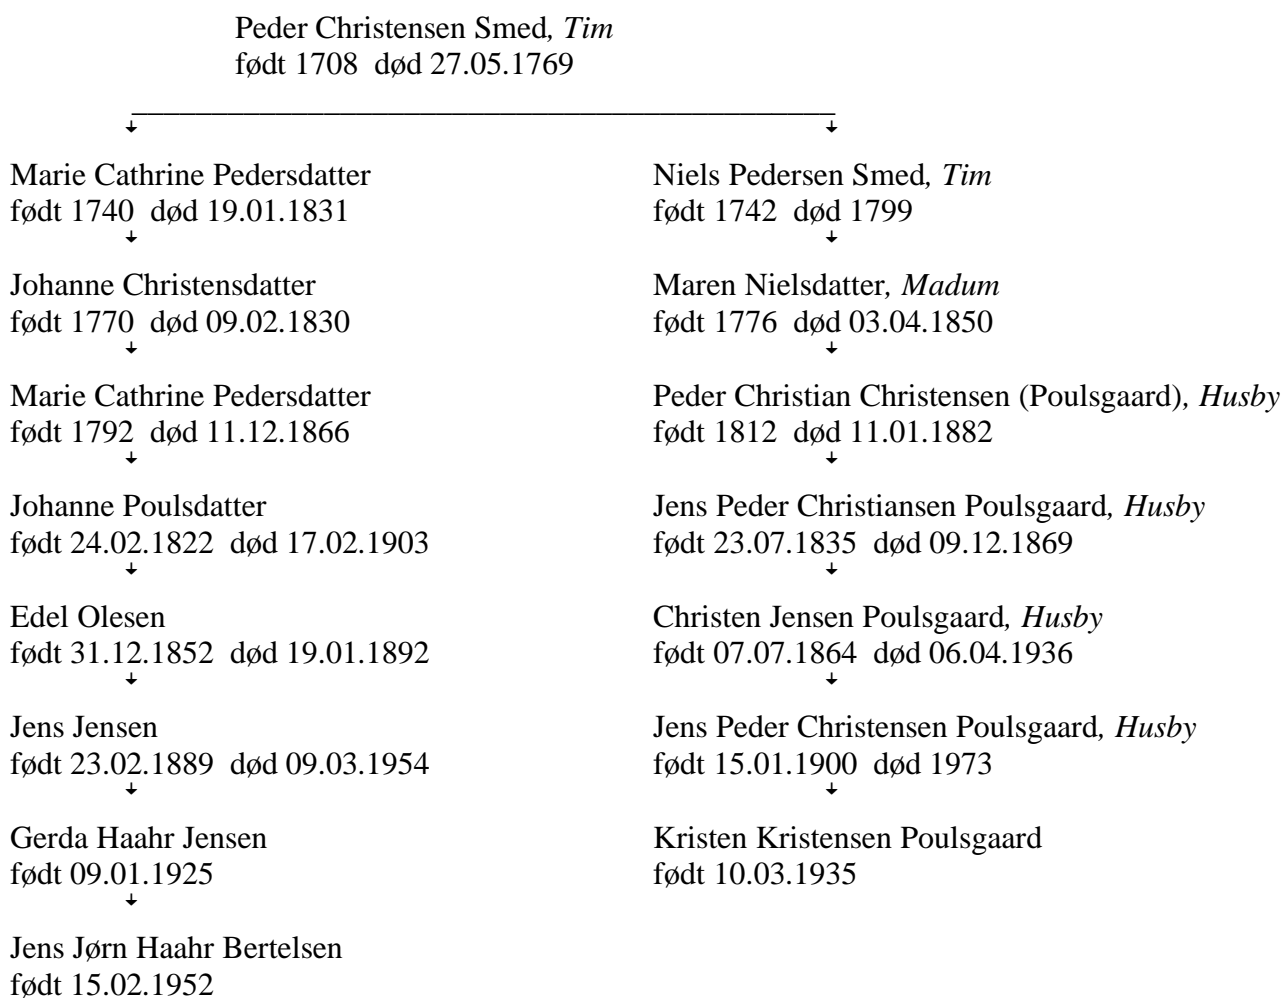 Peder Christensen Smed, Tim
født 1708 død 27.05.1769
Marie Cathrine Pedersdatter
født 1740 død 19.01.1831
Johanne Christensdatter
født 1770 død 09.02.1830
Marie Cathrine Pedersdatter
født 1792 død 11.12.1866
Johanne Poulsdatter
født 24.02.1822 død 17.02.1903
Edel Olesen
født 31.12.1852 død 19.01.1892
Jens Jensen
født 23.02.1889 død 09.03.1954
Gerda Haahr Jensen
født 09.01.1925
Jens Jørn Haahr Bertelsen
født 15.02.1952
Niels Pedersen Smed, Tim
født 1742 død 1799
Maren Nielsdatter, Madum
født 1776 død 03.04.1850
Peder Christian Christensen (Poulsgaard), Husby
født 1812 død 11.01.1882
Jens Peder Christiansen Poulsgaard, Husby
født 23.07.1835 død 09.12.1869
Christen Jensen Poulsgaard, Husby
født 07.07.1864 død 06.04.1936
Jens Peder Christensen Poulsgaard, Husby
født 15.01.1900 død 1973
Kristen Kristensen Poulsgaard
født 10.03.1935